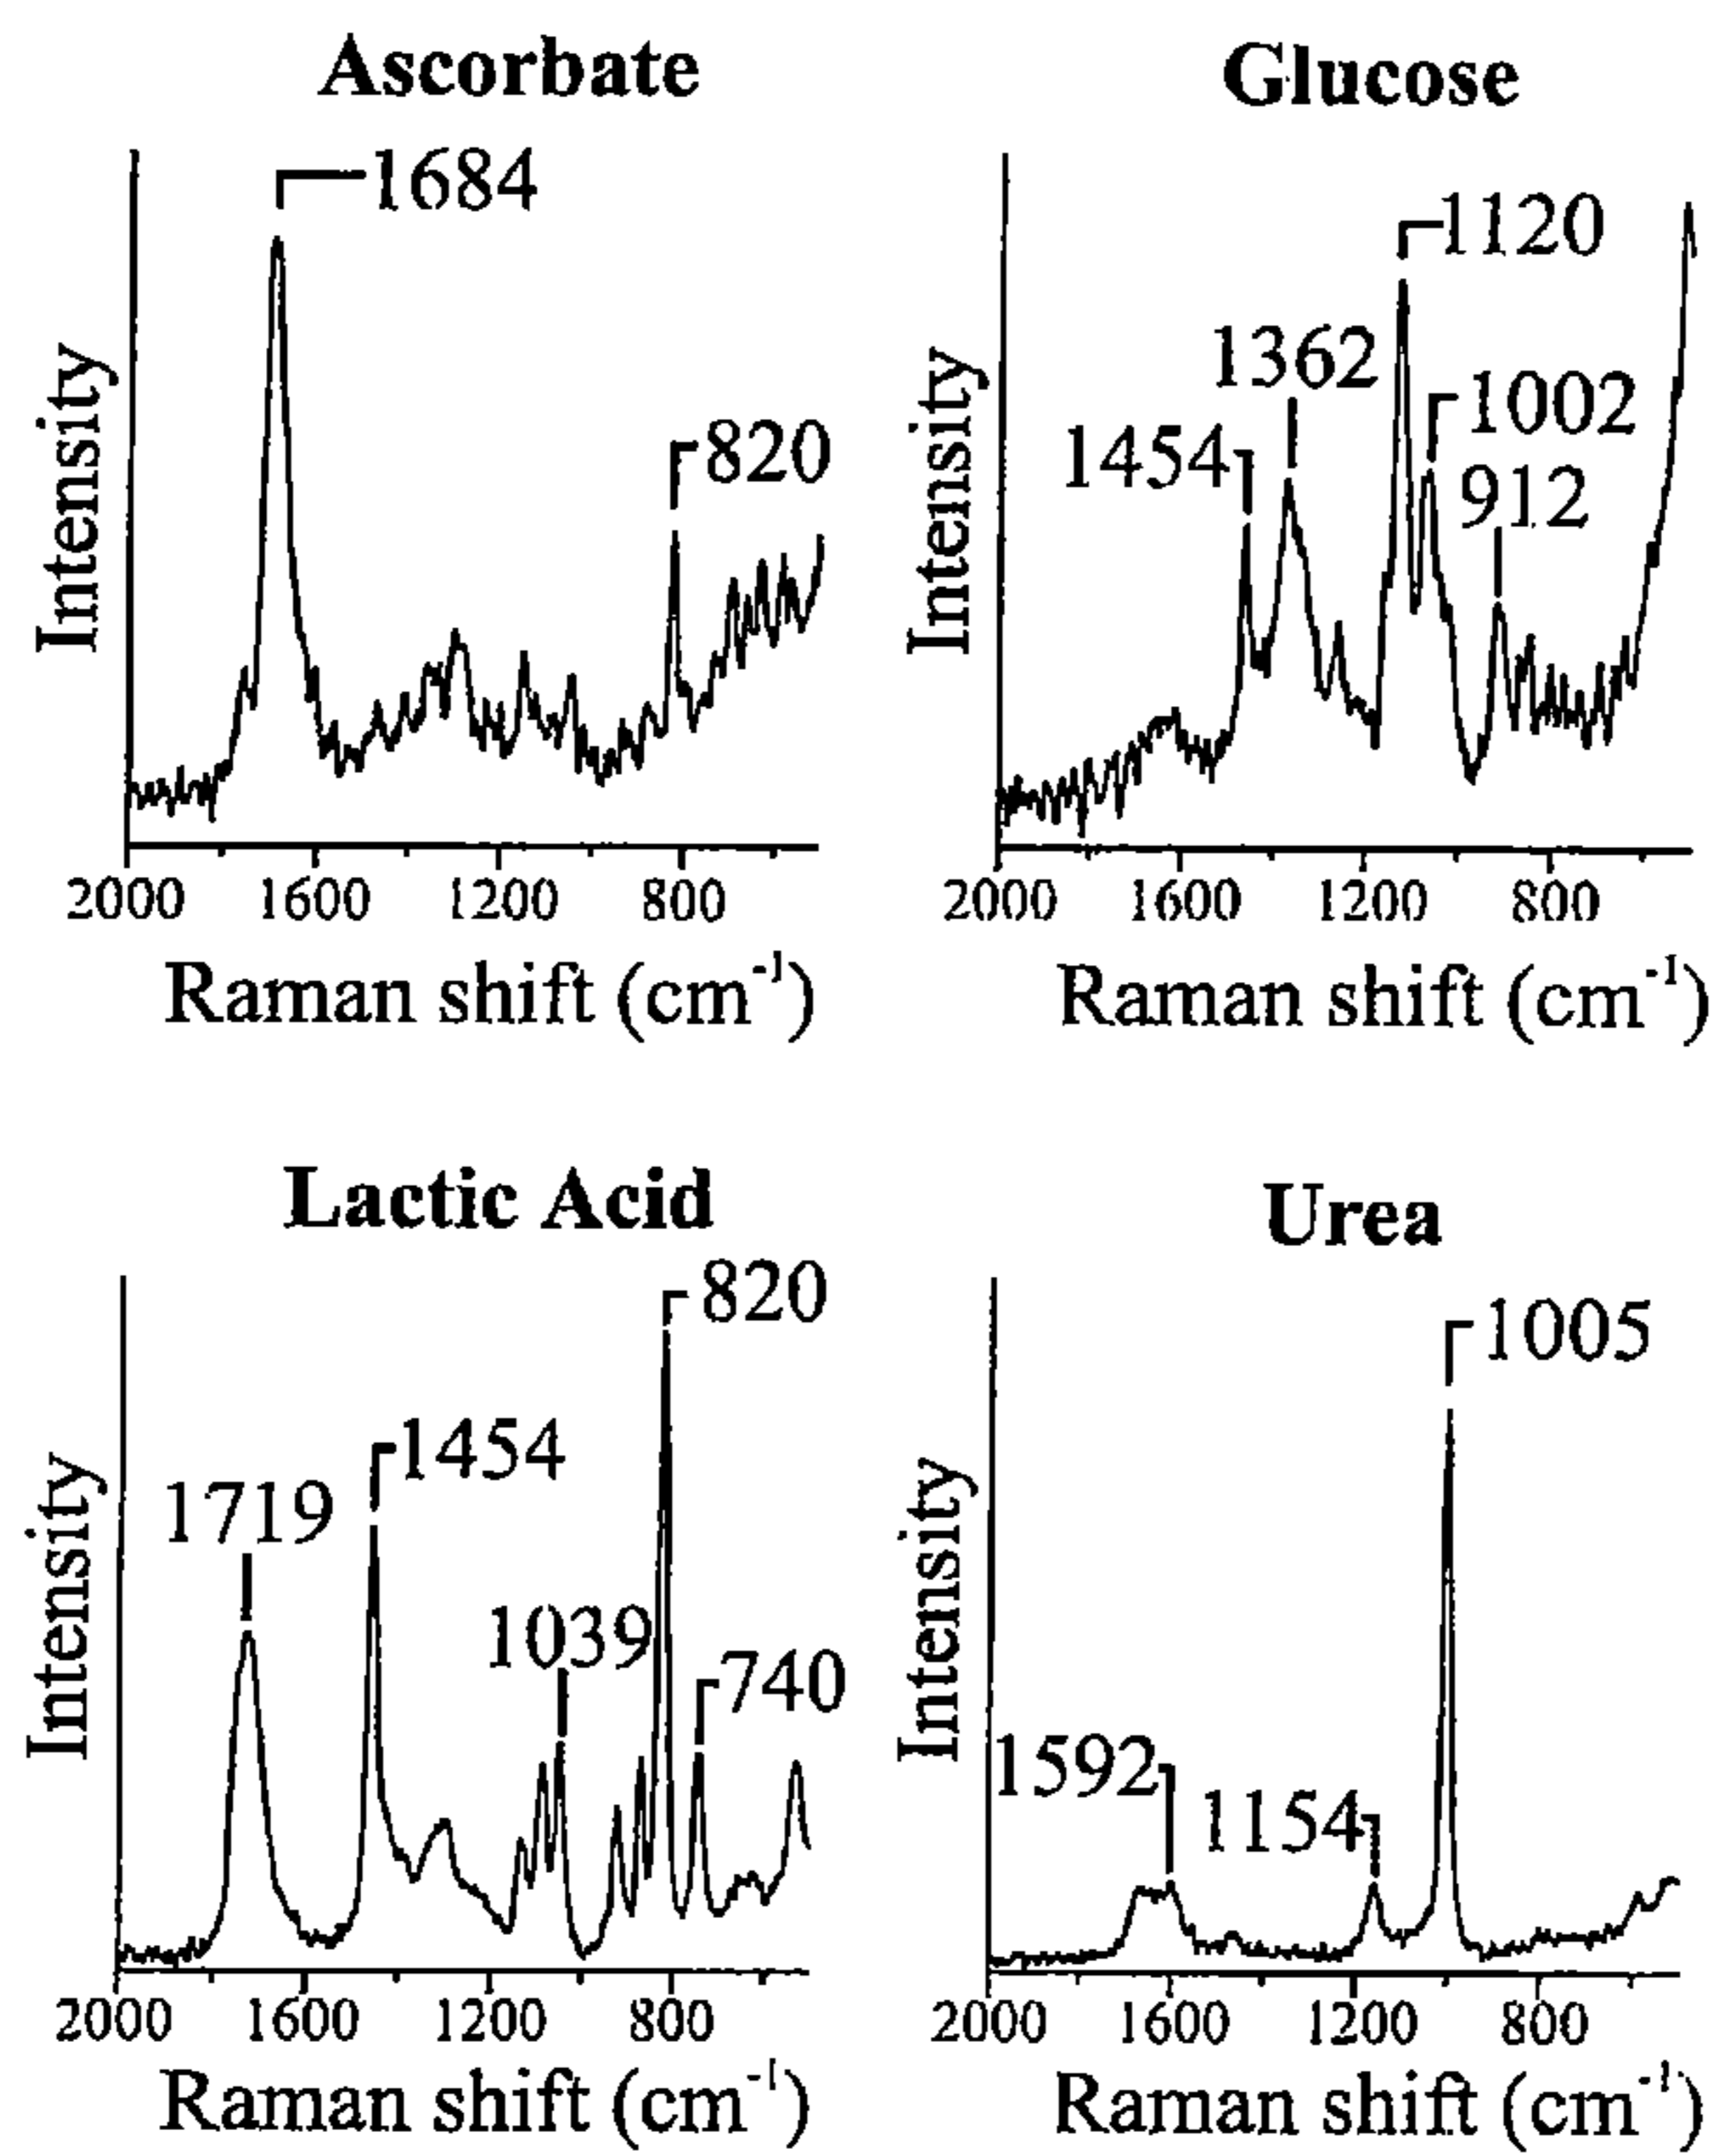 Ascorbate
1684
820
Intensity
2000 1600 1200 800
Raman shift (cm⁻¹)
Glucose
1120
1362
1002
1454
912
Intensity
2000 1600 1200 800
Raman shift (cm⁻¹)
Lactic Acid
820
1454
1719
1039
740
Intensity
2000 1600 1200 800
Raman shift (cm⁻¹)
Urea
1005
1592
1154
Intensity
2000 1600 1200 800
Raman shift (cm⁻¹)